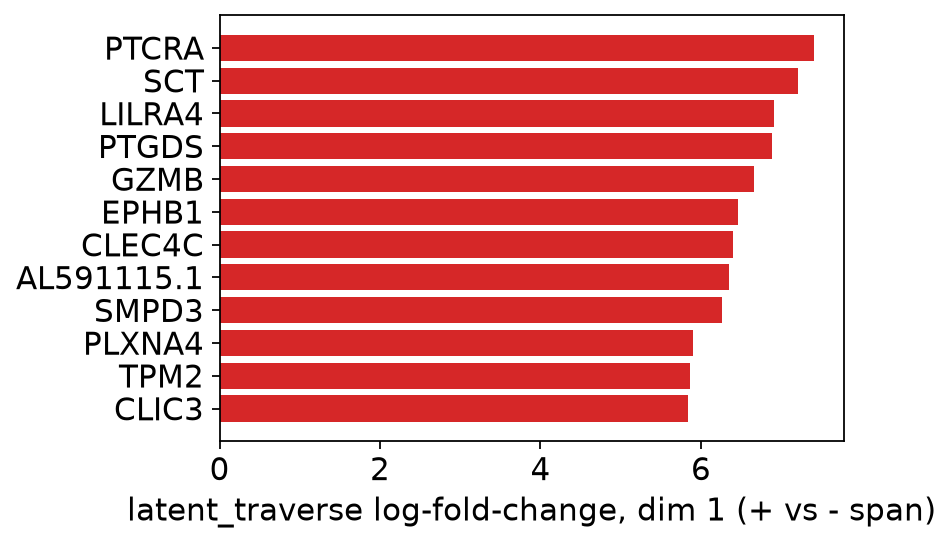 PTCRA
SCT
LILRA4
PTGDS
GZMB
EPHB1
CLEC4C
AL591115.1
SMPD3
PLXNA4
TPM2
CLIC3
0 2 4 6
latent_traverse log-fold-change, dim 1 (+ vs - span)